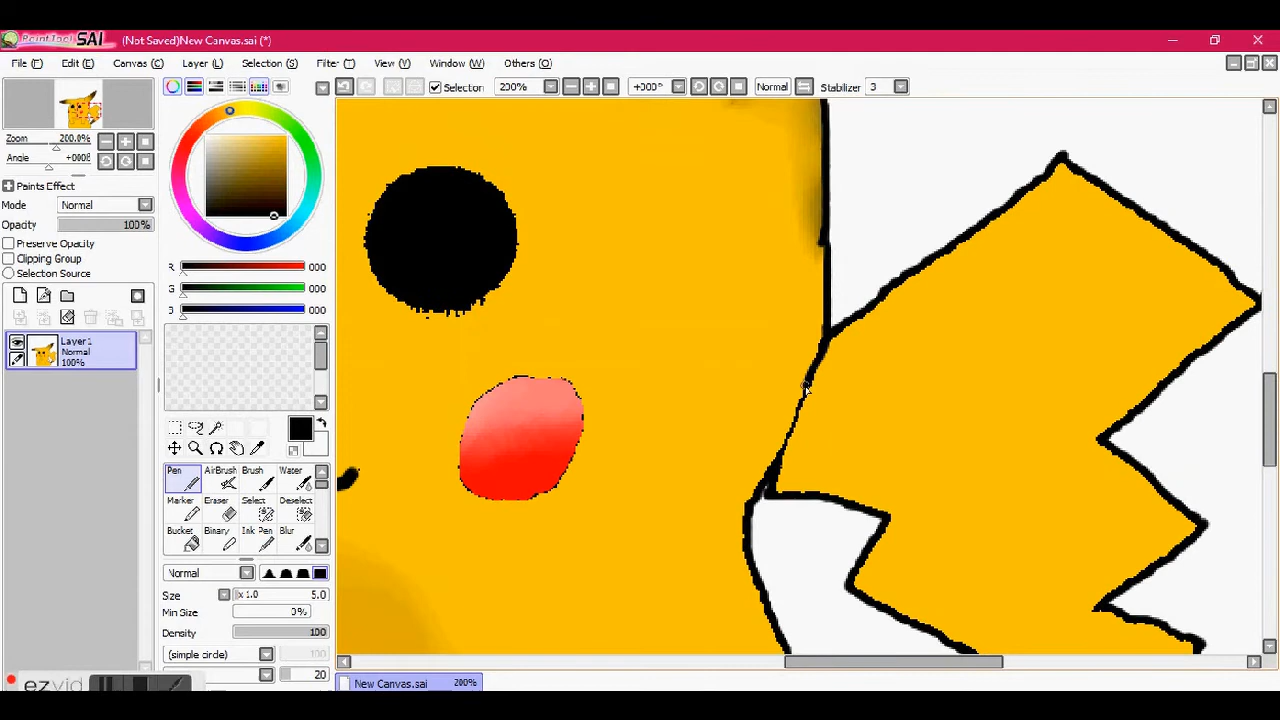 PaintTool SAI (Not Saved)New Canvas.sai (*)
File (F) Edit (E) Canvas (C) Layer (L) Selection (S) Filter (T) View (V) Window (W) Others (O)
Selection 200% +000° Normal Stabilizer 3
Zoom 200.0%
Angle +000°
Paints Effect
Mode Normal
Opacity 100%
Preserve Opacity
Clipping Group
Selection Source
Layer1
Normal
100%
R 000
G 000
B 000
Pen AirBrush Brush Water
Marker Eraser Select Deselect
Bucket Binary Ink Pen Blur
Normal
Size x 1.0 5.0
Min Size 0%
Density 100
(simple circle) 100
20
New Canvas.sai 200%
ezvid